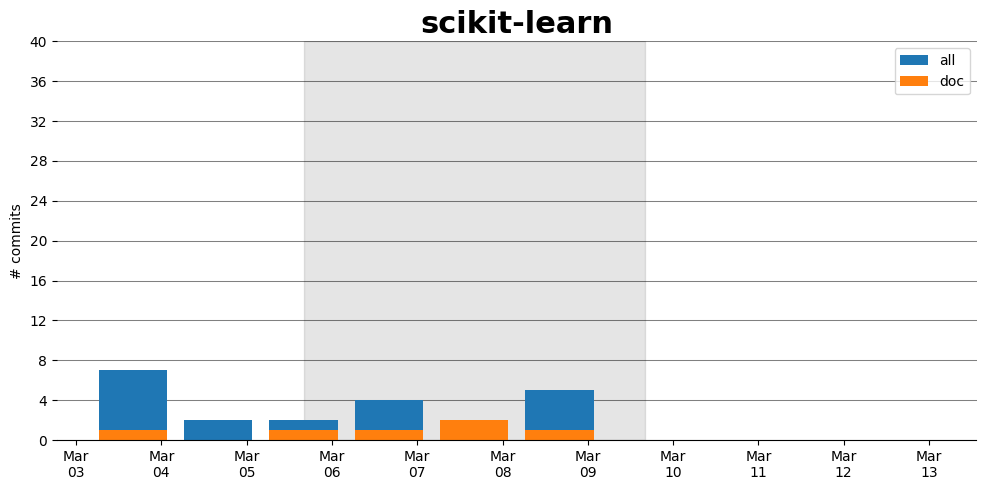 scikit-learn
40
36
32
28
24
20
16
12
8
4
0
# commits
all
doc
Mar 03
Mar 04
Mar 05
Mar 06
Mar 07
Mar 08
Mar 09
Mar 10
Mar 11
Mar 12
Mar 13